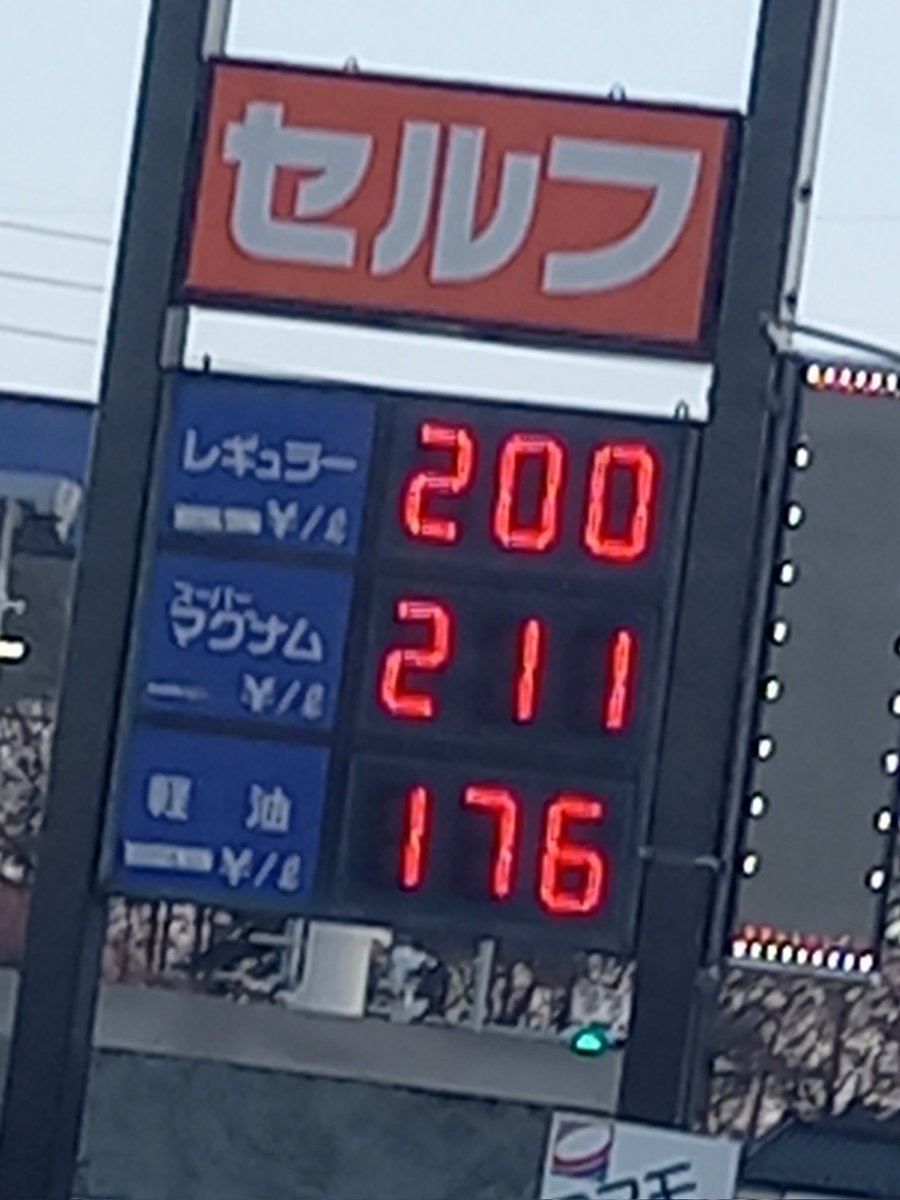 セルフ
レギュラー
¥/ℓ
200
スーパー
マグナム
¥/ℓ
211
軽油
¥/ℓ
176